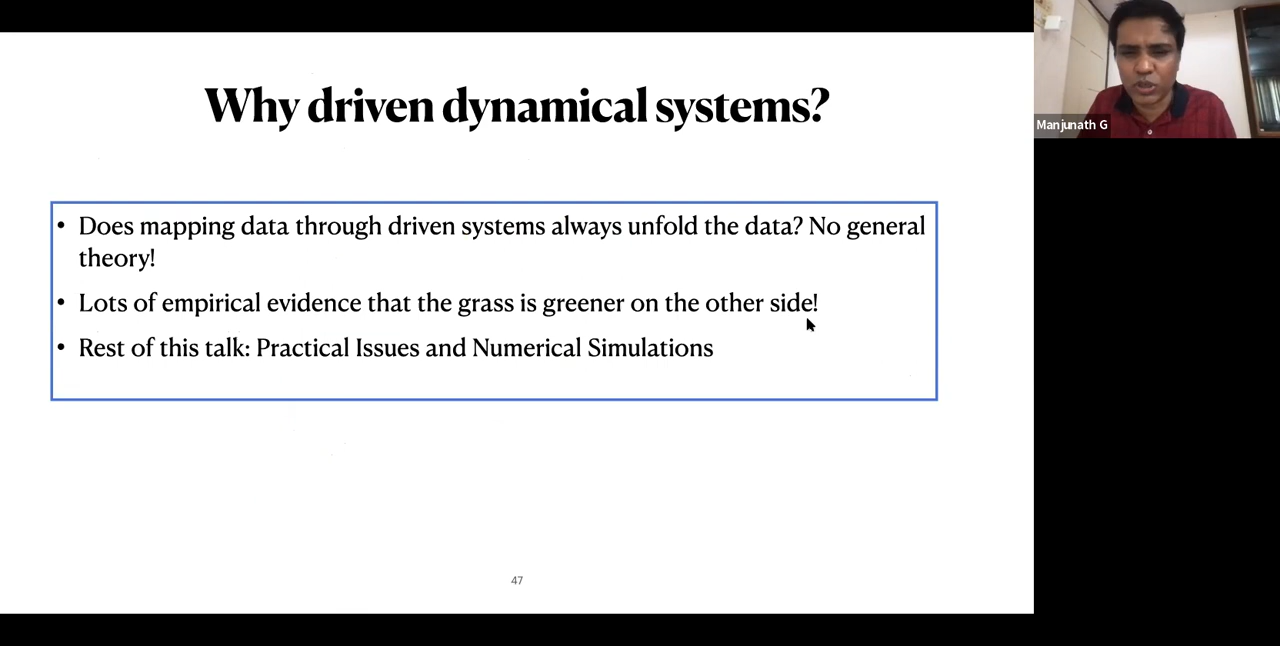 Why driven dynamical systems?
Manjunath G
• Does mapping data through driven systems always unfold the data? No general
theory!
• Lots of empirical evidence that the grass is greener on the other side!
• Rest of this talk: Practical Issues and Numerical Simulations
47